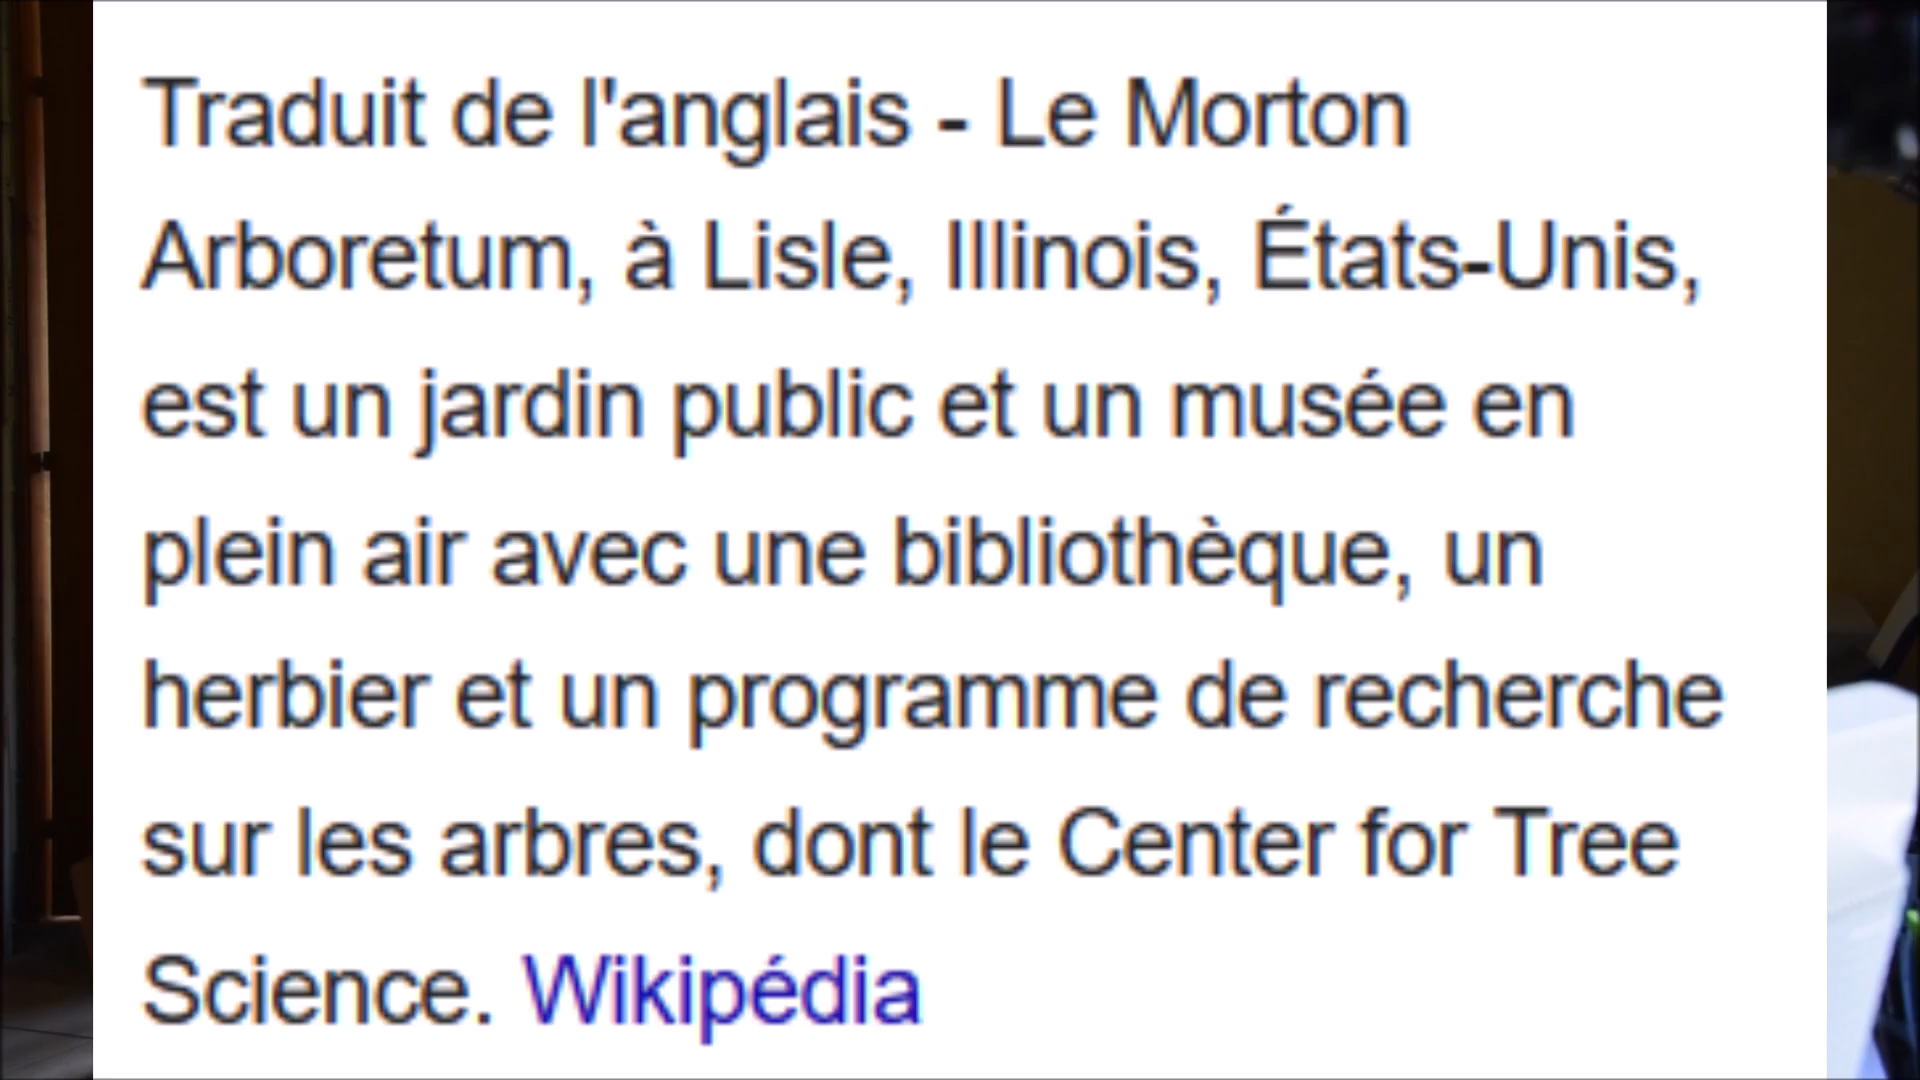 Traduit de l'anglais - Le Morton
Arboretum, à Lisle, Illinois, États-Unis,
est un jardin public et un musée en
plein air avec une bibliothèque, un
herbier et un programme de recherche
sur les arbres, dont le Center for Tree
Science. Wikipédia